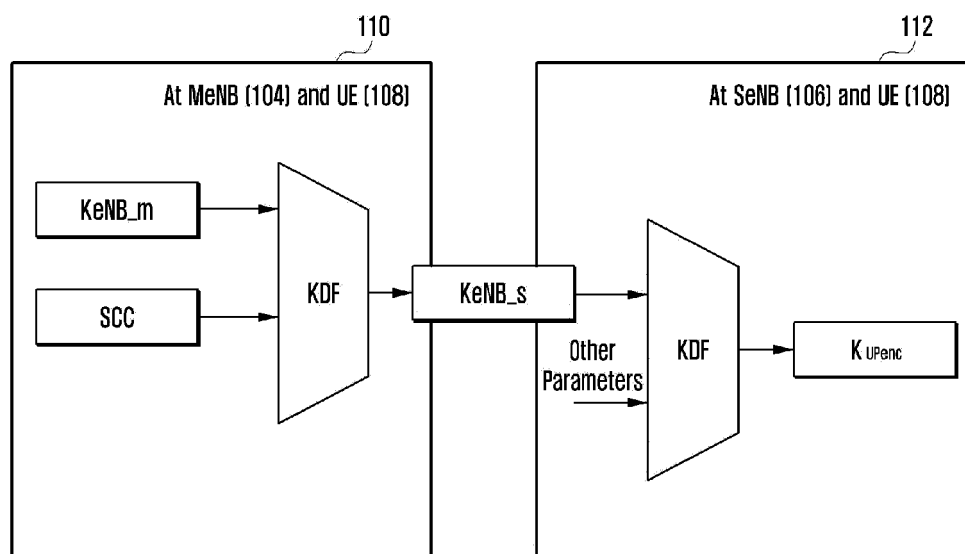 110
112
At MeNB (104) and UE (108)
At SeNB (106) and UE (108)
KeNB_m
SCC
KDF
KeNB_s
Other
Parameters
KDF
K UPenc